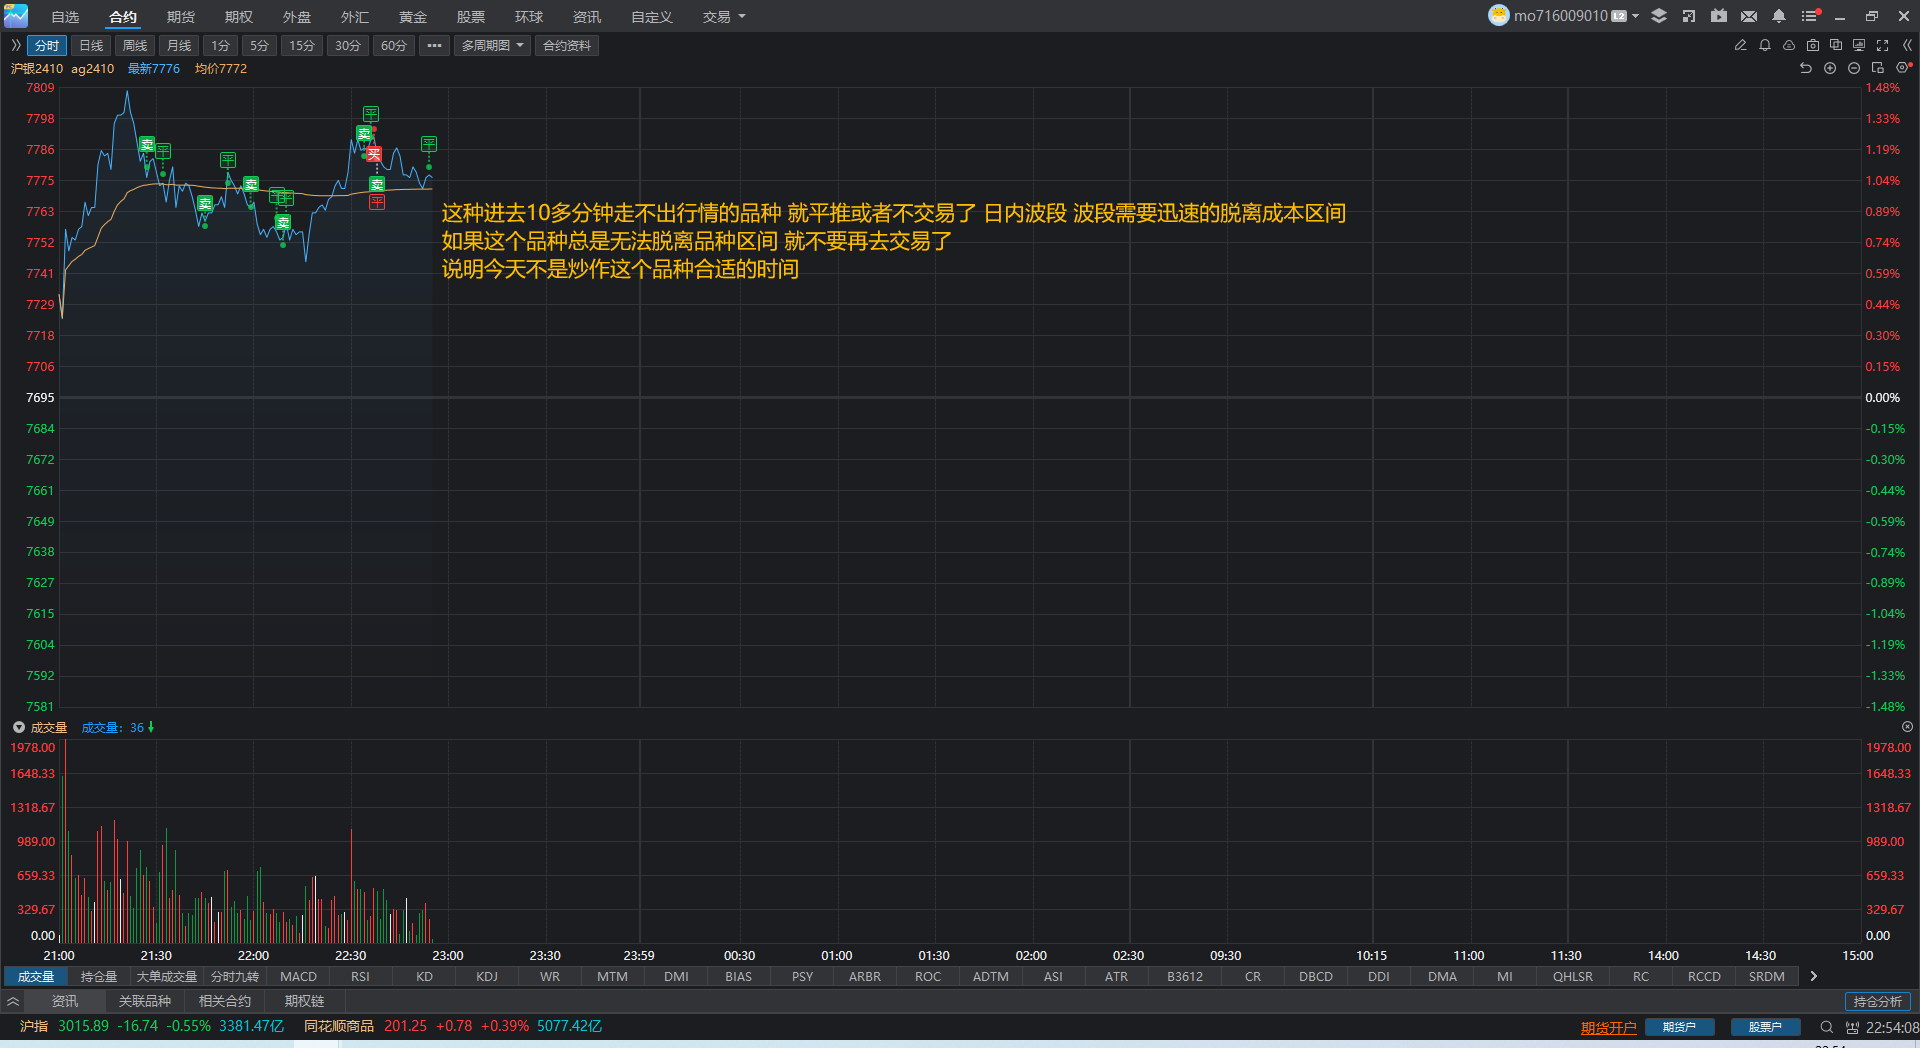 自选 合约 期货 期权 外盘 外汇 黄金 股票 环球 资讯 自定义 交易 mo716009010 L2
分时 日线 周线 月线 1分 5分 15分 30分 60分 多周期图 合约资料
沪银2410 ag2410 最新7776 均价7772
7809 1.48%
7798 1.33%
7786 1.19%
7775 1.04%
7763 0.89%
7752 0.74%
7741 0.59%
7729 0.44%
7718 0.30%
7706 0.15%
7695 0.00%
7684 -0.15%
7672 -0.30%
7661 -0.44%
7649 -0.59%
7638 -0.74%
7627 -0.89%
7615 -1.04%
7604 -1.19%
7592 -1.33%
7581 -1.48%
卖 平 卖 平 卖 平 平 卖 平 卖 买 卖 平 平
这种进去10多分钟走不出行情的品种 就平推或者不交易了 日内波段 波段需要迅速的脱离成本区间
如果这个品种总是无法脱离品种区间 就不要再去交易了
说明今天不是炒作这个品种合适的时间
成交量 成交量：36
1978.00 1978.00
1648.33 1648.33
1318.67 1318.67
989.00 989.00
659.33 659.33
329.67 329.67
0.00 0.00
21:00 21:30 22:00 22:30 23:00 23:30 23:59 00:30 01:00 01:30 02:00 02:30 09:30 10:15 11:00 11:30 14:00 14:30 15:00
成交量 持仓量 大单成交量 分时九转 MACD RSI KD KDJ WR MTM DMI BIAS PSY ARBR ROC ADTM ASI ATR B3612 CR DBCD DDI DMA MI QHLSR RC RCCD SRDM
资讯 关联品种 相关合约 期权链 持仓分析
沪指 3015.89 -16.74 -0.55% 3381.47亿 同花顺商品 201.25 +0.78 +0.39% 5077.42亿 期货开户 期货户 股票户 22:54:08